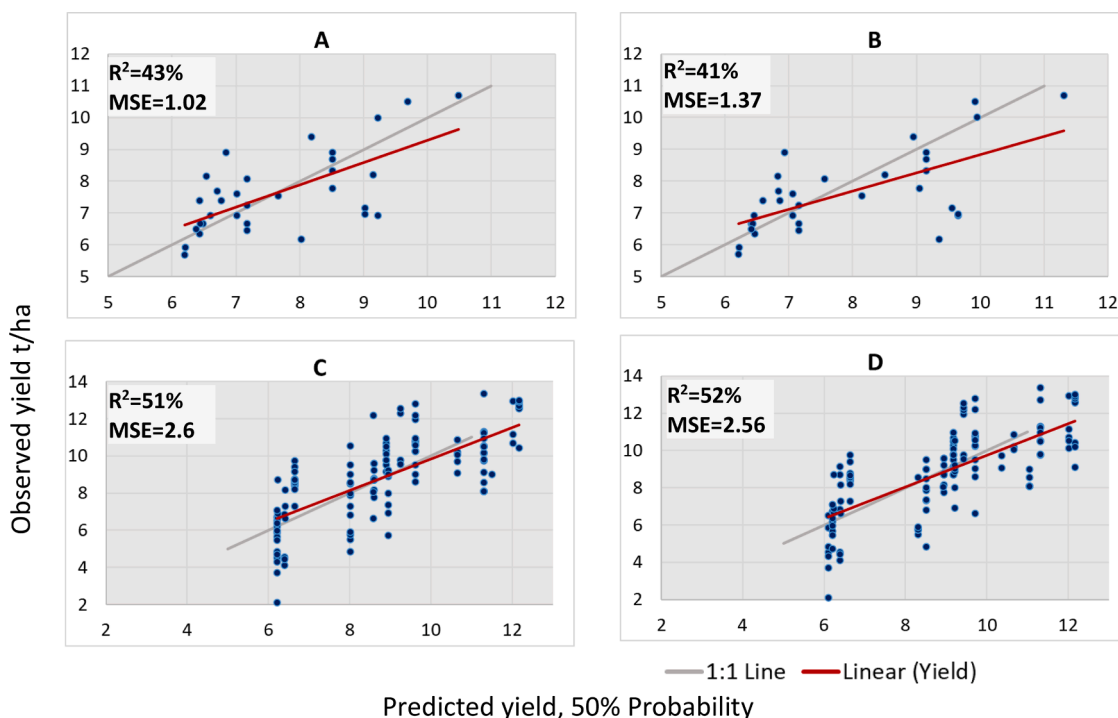 A
R²=43%
MSE=1.02
12
11
10
9
8
7
6
5
5 6 7 8 9 10 11 12
B
R²=41%
MSE=1.37
12
11
10
9
8
7
6
5
5 6 7 8 9 10 11 12
Observed yield t/ha
C
R²=51%
MSE=2.6
14
12
10
8
6
4
2
2 4 6 8 10 12
D
R²=52%
MSE=2.56
14
12
10
8
6
4
2
2 4 6 8 10 12
1:1 Line Linear (Yield)
Predicted yield, 50% Probability